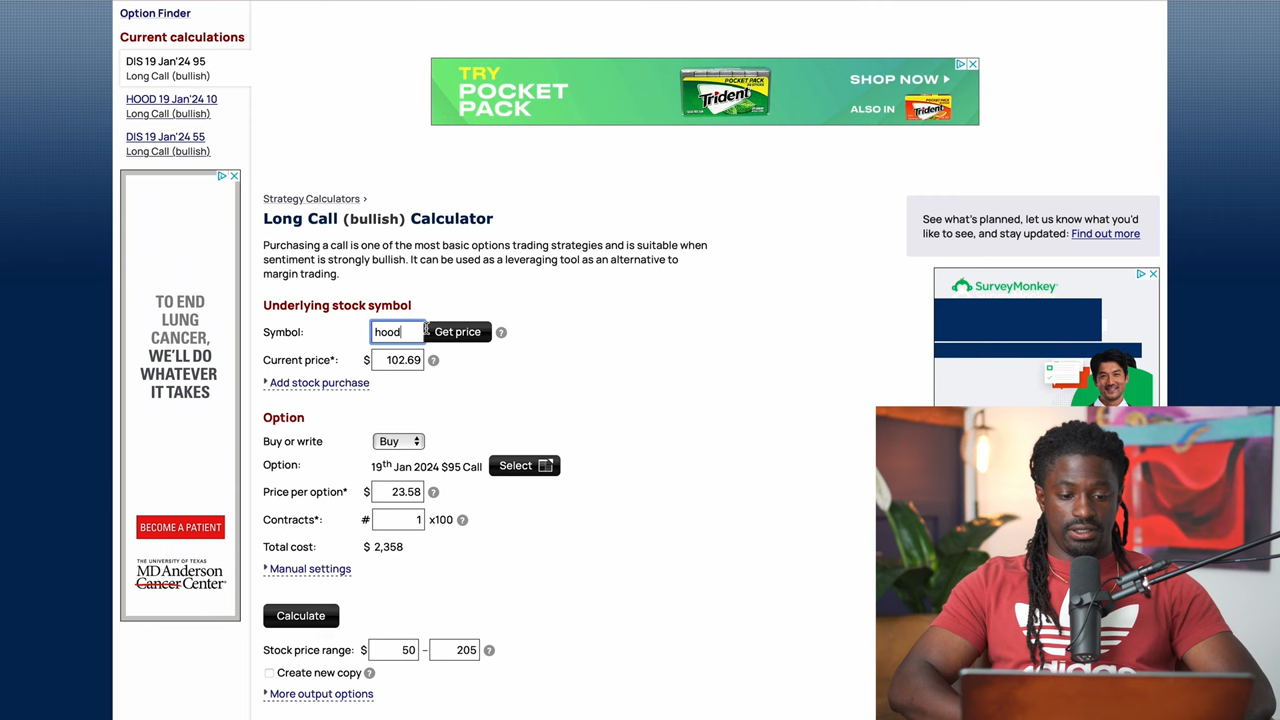 Option Finder
Current calculations
DIS 19 Jan'24 95
Long Call (bullish)
HOOD 19 Jan'24 10
Long Call (bullish)
DIS 19 Jan'24 55
Long Call (bullish)
TO END
LUNG
CANCER,
WE'LL DO
WHATEVER
IT TAKES
BECOME A PATIENT
THE UNIVERSITY OF TEXAS
MD Anderson
Cancer Center
TRY
POCKET
PACK
POCKET PACK
Trident
SHOP NOW
ALSO IN
Trident
Strategy Calculators >
Long Call (bullish) Calculator
Purchasing a call is one of the most basic options trading strategies and is suitable when
sentiment is strongly bullish. It can be used as a leveraging tool as an alternative to
margin trading.
Underlying stock symbol
Symbol: hood Get price ?
Current price*: $ 102.69 ?
Add stock purchase
Option
Buy or write Buy
Option: 19th Jan 2024 $95 Call Select
Price per option* $ 23.58 ?
Contracts*: # 1 x100 ?
Total cost: $ 2,358
Manual settings
Calculate
Stock price range: $ 50 – 205 ?
Create new copy ?
More output options
See what's planned, let us know what you'd
like to see, and stay updated: Find out more
SurveyMonkey
adidas